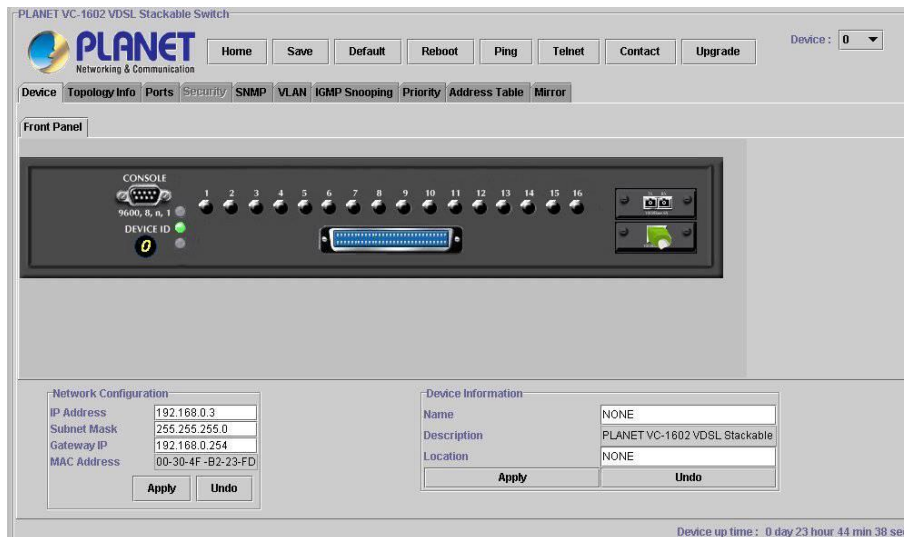 PLANET VC-1602 VDSL Stackable Switch
PLANET
Networking & Communication
Home Save Default Reboot Ping Telnet Contact Upgrade
Device : 0
Device Topology Info Ports Security SNMP VLAN IGMP Snooping Priority Address Table Mirror
Front Panel
CONSOLE
1 2 3 4 5 6 7 8 9 10 11 12 13 14 15 16
9600, 8, n, 1
DEVICE ID
0
Network Configuration
IP Address 192.168.0.3
Subnet Mask 255.255.255.0
Gateway IP 192.168.0.254
MAC Address 00-30-4F-B2-23-FD
Apply Undo
Device Information
Name NONE
Description PLANET VC-1602 VDSL Stackable
Location NONE
Apply Undo
Device up time : 0 day 23 hour 44 min 38 sec